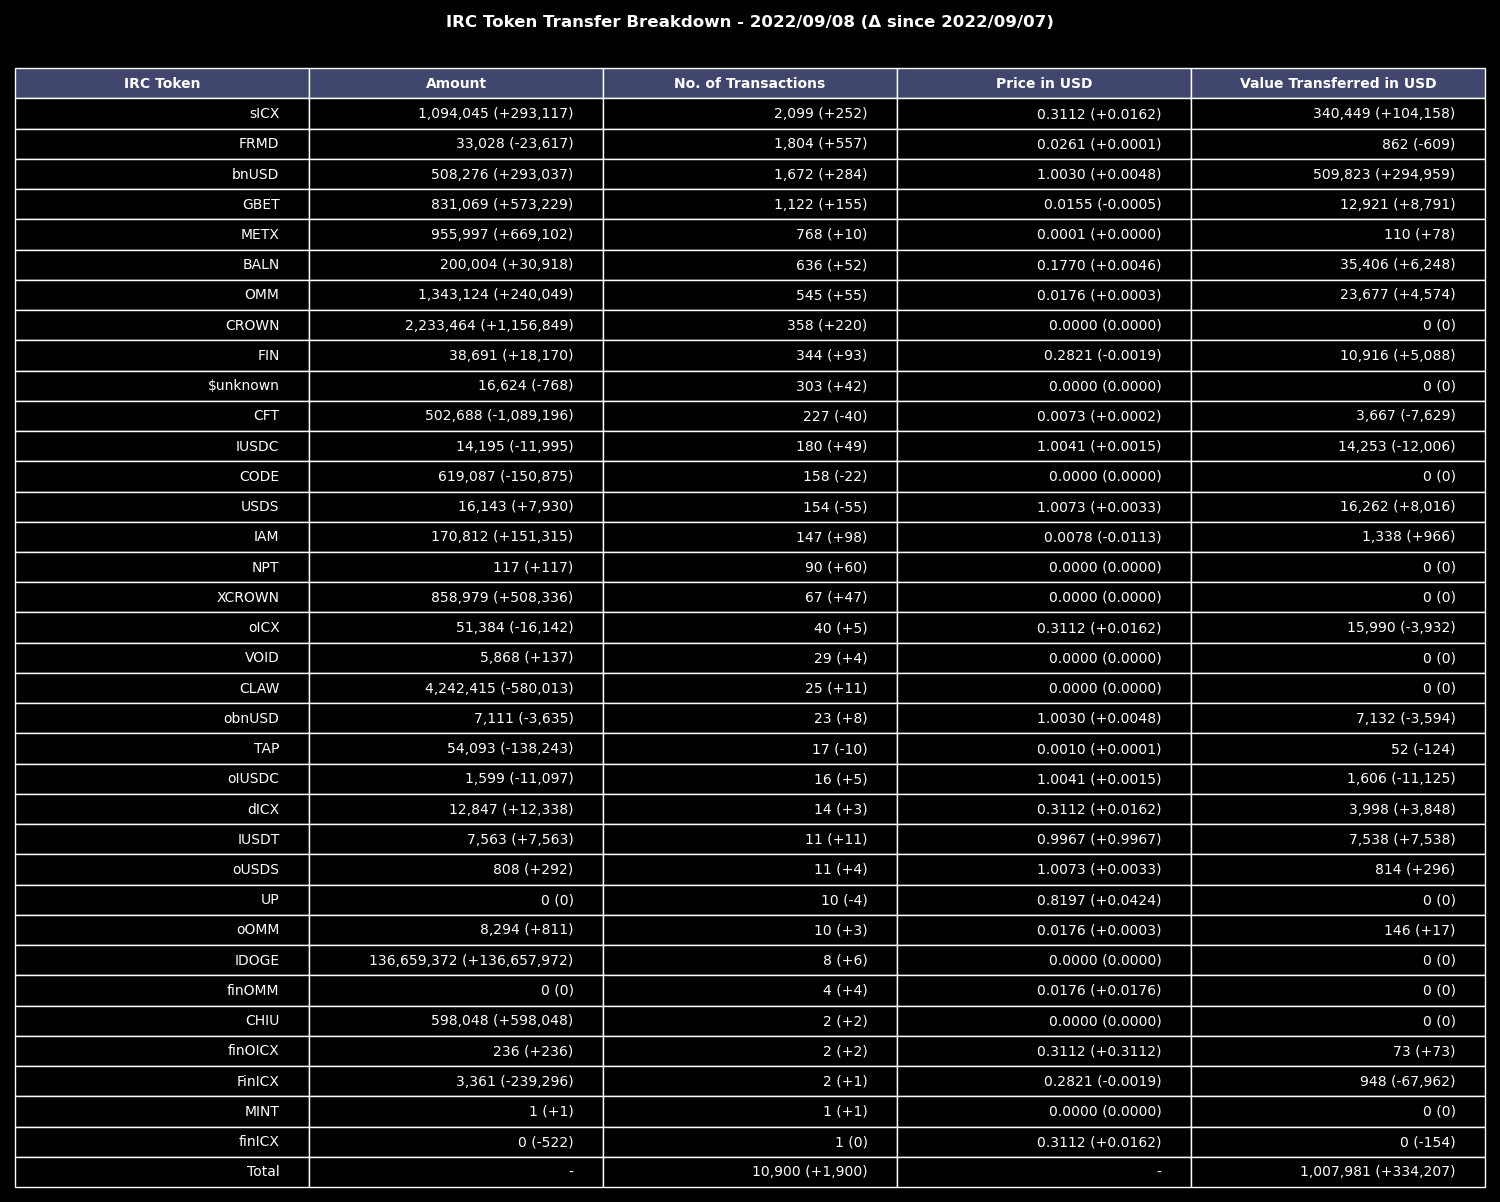 IRC Token Transfer Breakdown - 2022/09/08 (Δ since 2022/09/07)
IRC Token Amount No. of Transactions Price in USD Value Transferred in USD
sICX 1,094,045 (+293,117) 2,099 (+252) 0.3112 (+0.0162) 340,449 (+104,158)
FRMD 33,028 (-23,617) 1,804 (+557) 0.0261 (+0.0001) 862 (-609)
bnUSD 508,276 (+293,037) 1,672 (+284) 1.0030 (+0.0048) 509,823 (+294,959)
GBET 831,069 (+573,229) 1,122 (+155) 0.0155 (-0.0005) 12,921 (+8,791)
METX 955,997 (+669,102) 768 (+10) 0.0001 (+0.0000) 110 (+78)
BALN 200,004 (+30,918) 636 (+52) 0.1770 (+0.0046) 35,406 (+6,248)
OMM 1,343,124 (+240,049) 545 (+55) 0.0176 (+0.0003) 23,677 (+4,574)
CROWN 2,233,464 (+1,156,849) 358 (+220) 0.0000 (0.0000) 0 (0)
FIN 38,691 (+18,170) 344 (+93) 0.2821 (-0.0019) 10,916 (+5,088)
$unknown 16,624 (-768) 303 (+42) 0.0000 (0.0000) 0 (0)
CFT 502,688 (-1,089,196) 227 (-40) 0.0073 (+0.0002) 3,667 (-7,629)
IUSDC 14,195 (-11,995) 180 (+49) 1.0041 (+0.0015) 14,253 (-12,006)
CODE 619,087 (-150,875) 158 (-22) 0.0000 (0.0000) 0 (0)
USDS 16,143 (+7,930) 154 (-55) 1.0073 (+0.0033) 16,262 (+8,016)
IAM 170,812 (+151,315) 147 (+98) 0.0078 (-0.0113) 1,338 (+966)
NPT 117 (+117) 90 (+60) 0.0000 (0.0000) 0 (0)
XCROWN 858,979 (+508,336) 67 (+47) 0.0000 (0.0000) 0 (0)
oICX 51,384 (-16,142) 40 (+5) 0.3112 (+0.0162) 15,990 (-3,932)
VOID 5,868 (+137) 29 (+4) 0.0000 (0.0000) 0 (0)
CLAW 4,242,415 (-580,013) 25 (+11) 0.0000 (0.0000) 0 (0)
obnUSD 7,111 (-3,635) 23 (+8) 1.0030 (+0.0048) 7,132 (-3,594)
TAP 54,093 (-138,243) 17 (-10) 0.0010 (+0.0001) 52 (-124)
oIUSDC 1,599 (-11,097) 16 (+5) 1.0041 (+0.0015) 1,606 (-11,125)
dICX 12,847 (+12,338) 14 (+3) 0.3112 (+0.0162) 3,998 (+3,848)
IUSDT 7,563 (+7,563) 11 (+11) 0.9967 (+0.9967) 7,538 (+7,538)
oUSDS 808 (+292) 11 (+4) 1.0073 (+0.0033) 814 (+296)
UP 0 (0) 10 (-4) 0.8197 (+0.0424) 0 (0)
oOMM 8,294 (+811) 10 (+3) 0.0176 (+0.0003) 146 (+17)
IDOGE 136,659,372 (+136,657,972) 8 (+6) 0.0000 (0.0000) 0 (0)
finOMM 0 (0) 4 (+4) 0.0176 (+0.0176) 0 (0)
CHIU 598,048 (+598,048) 2 (+2) 0.0000 (0.0000) 0 (0)
finOICX 236 (+236) 2 (+2) 0.3112 (+0.3112) 73 (+73)
FinICX 3,361 (-239,296) 2 (+1) 0.2821 (-0.0019) 948 (-67,962)
MINT 1 (+1) 1 (+1) 0.0000 (0.0000) 0 (0)
finICX 0 (-522) 1 (0) 0.3112 (+0.0162) 0 (-154)
Total - 10,900 (+1,900) - 1,007,981 (+334,207)